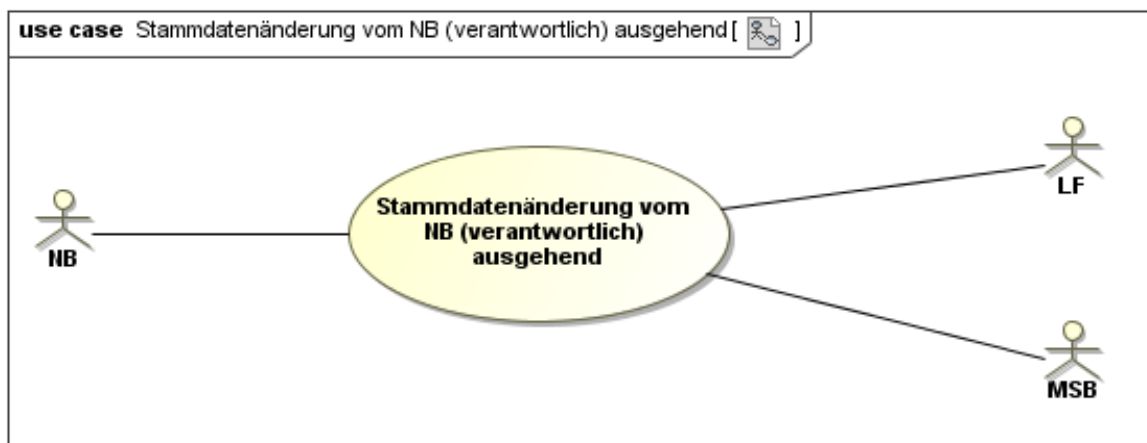 use case Stammdatenänderung vom NB (verantwortlich) ausgehend [ ]
LF
Stammdatenänderung vom
NB (verantwortlich)
ausgehend
NB
MSB